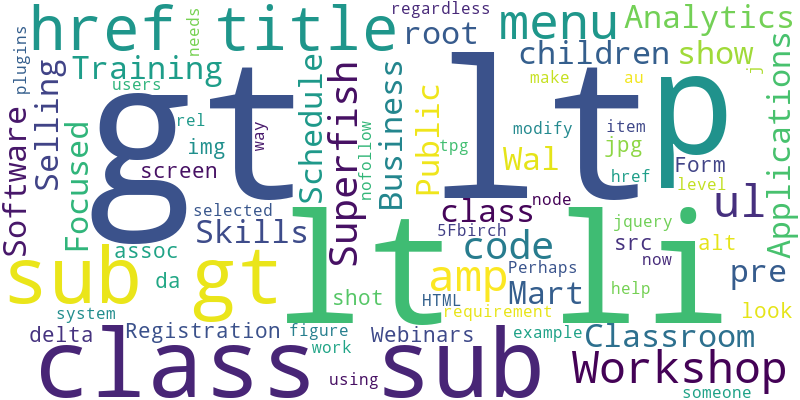 href title
regardless
root
menu
Analytics
plugins
needs
children
show
Training
users
gt
lt
p
j
Software
Selling
Focused
rel
img
screen
way
Schedule
Superfish
nofollow
Business
Public
tpg
Wal
make
au
modify
item
jpg
Form
href
level
Applications
selected
Skills
class
node
ul
sub
gt
assoc
da
lt
li
5Fbirch
code
jquery
src
now
alt
amp
Perhaps
pre
shot
HTML
Mart
help
look
system
requirement
delta
Registration
figure
work
Webinars
example
Classroom
class sub
using
Workshop
someone